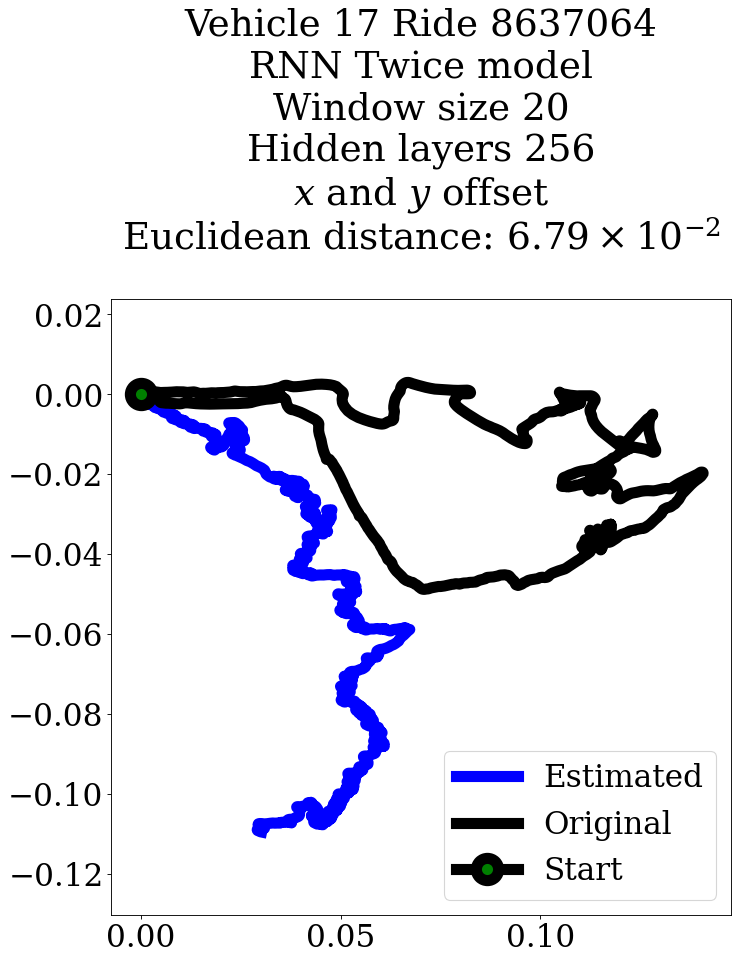 Vehicle 17 Ride 8637064
RNN Twice model
Window size 20
Hidden layers 256
x and y offset
Euclidean distance: 6.79 × 10⁻²
0.02
0.00
−0.02
−0.04
−0.06
−0.08
−0.10
−0.12
Estimated
Original
Start
0.00 0.05 0.10